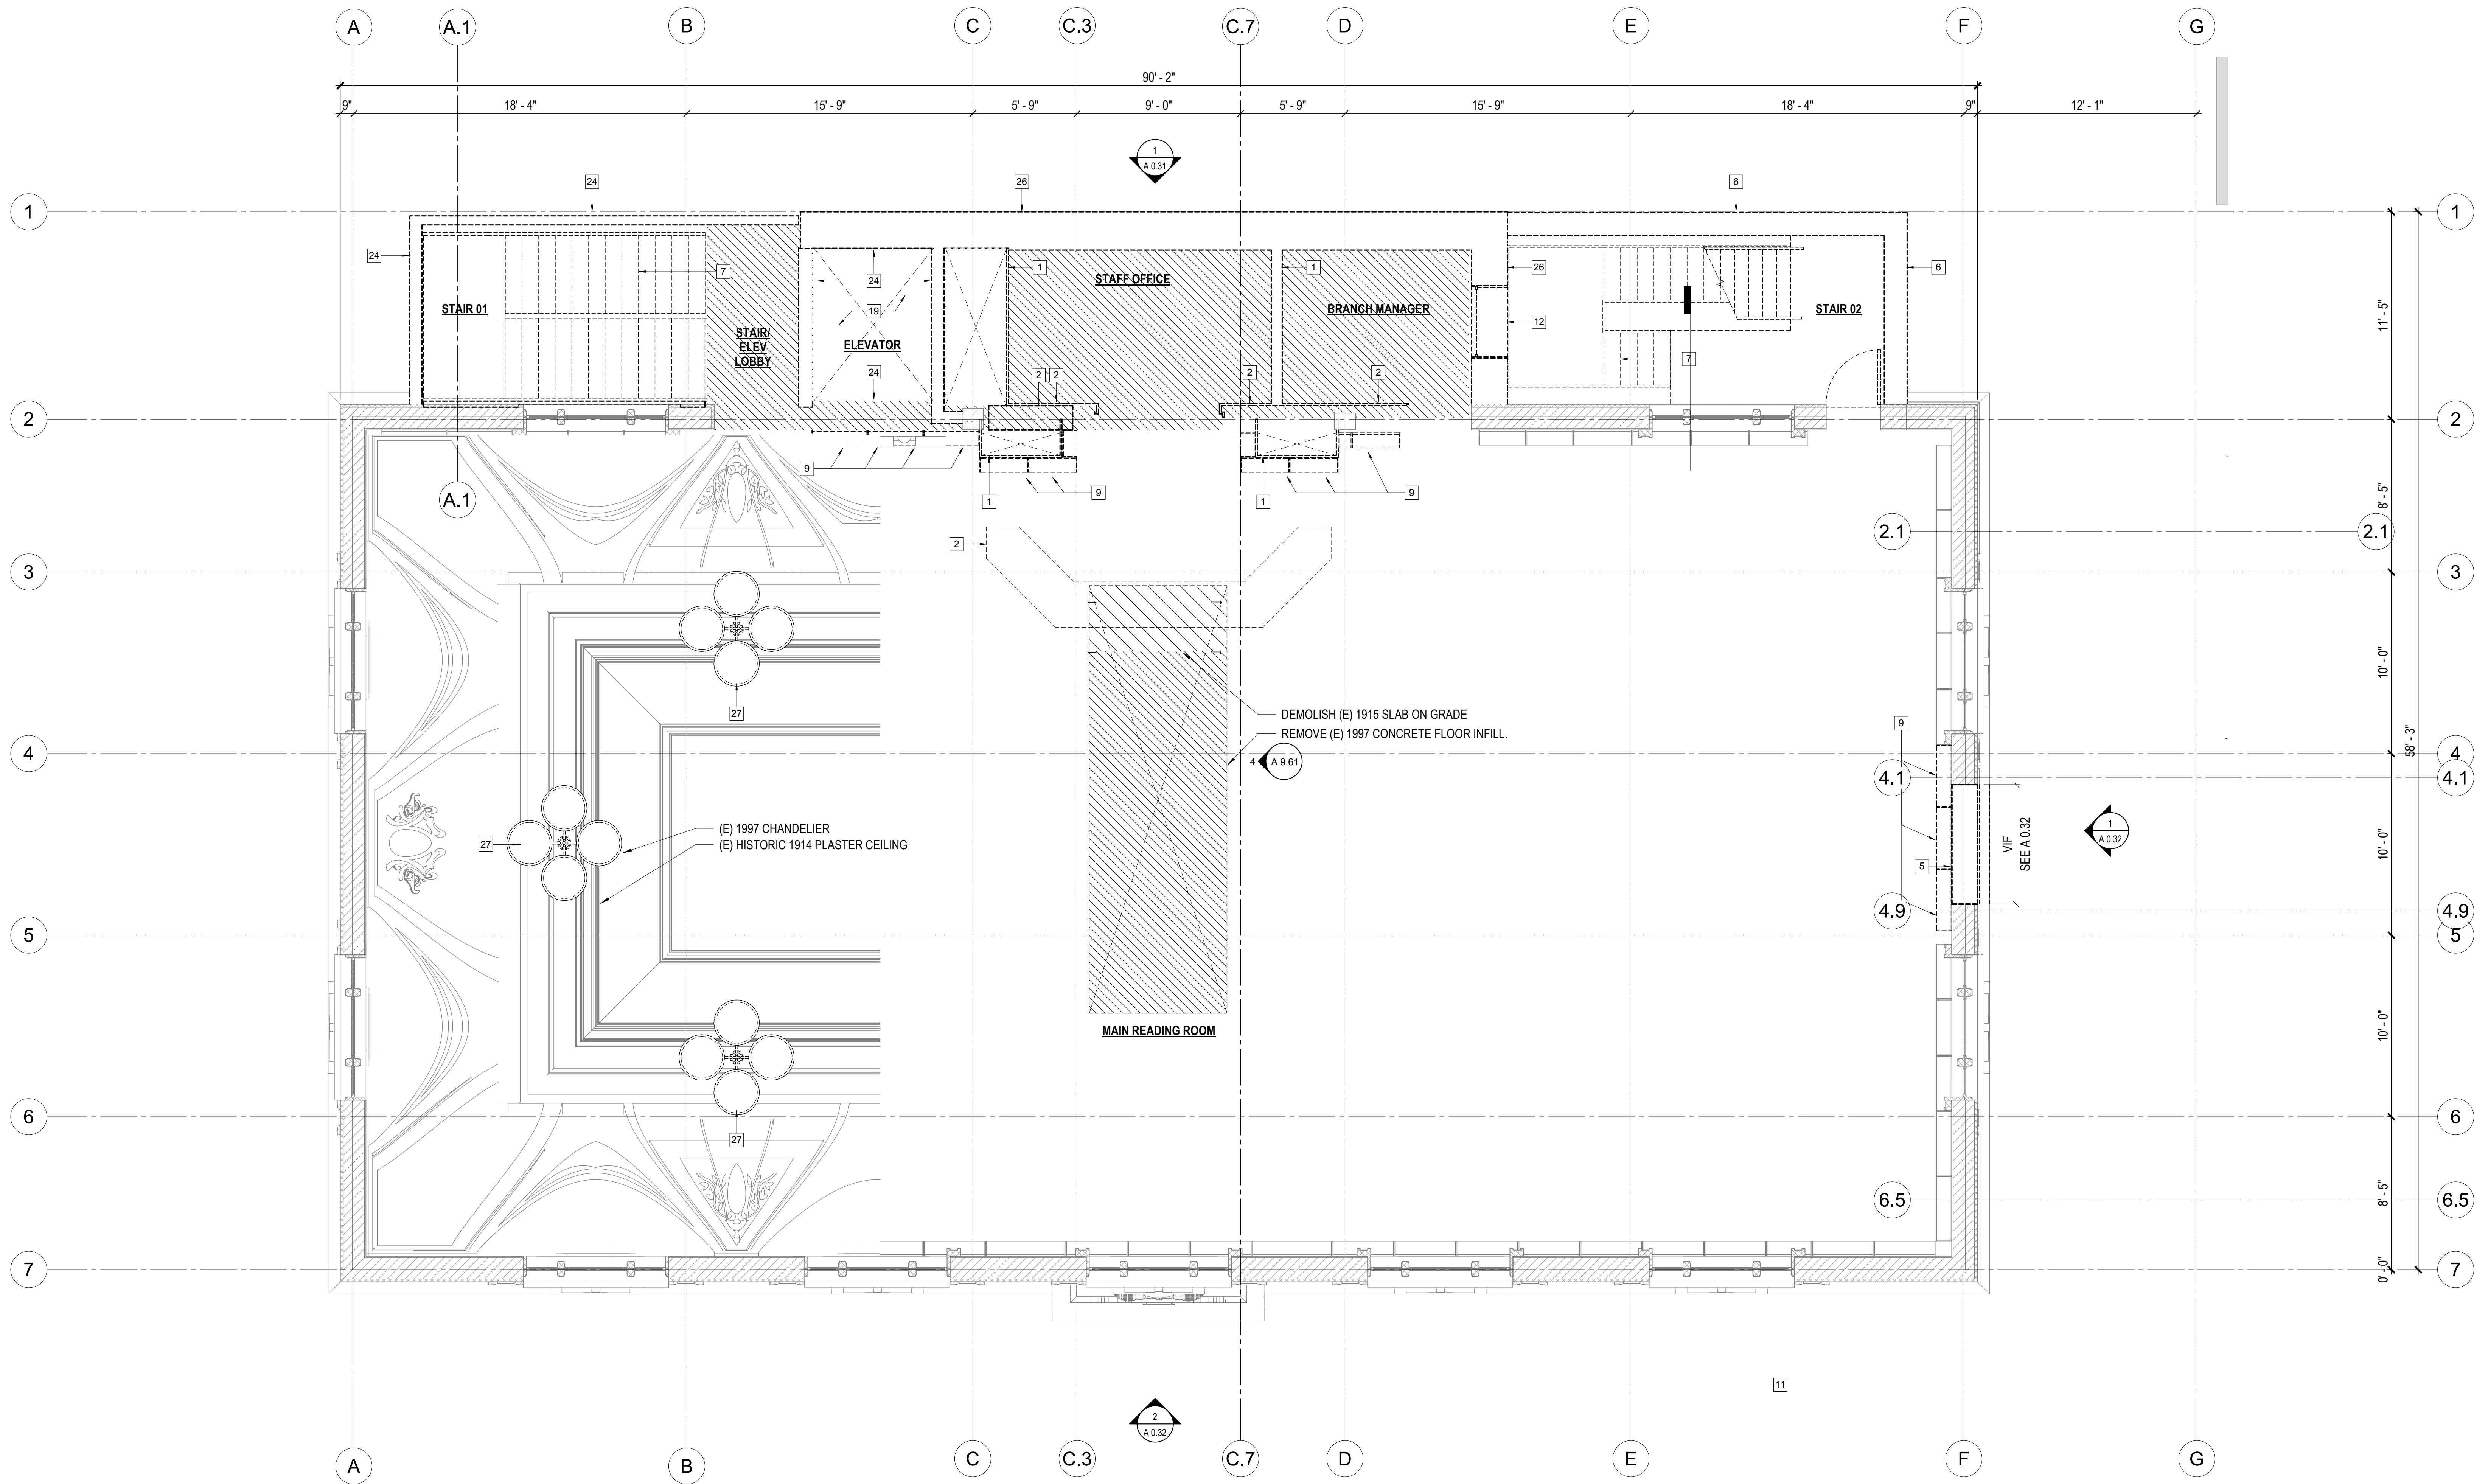 A A.1 B C C.3 C.7 D E F G
90' - 2"
9" 18' - 4" 15' - 9" 5' - 9" 9' - 0" 5' - 9" 15' - 9" 18' - 4" 9" 12' - 1"
1
A 0.31
24 26 6
1 1
24 7 24 1 1 26 6
STAFF OFFICE
STAIR 01
19
BRANCH MANAGER
12
STAIR 02
11' - 5"
STAIR/
ELEV
LOBBY
ELEVATOR
7
24 2 2 2 2
2 2
9 9 9
1 1
A.1
8' - 5"
2.1 2.1
2
3 3
10' - 0"
27
DEMOLISH (E) 1915 SLAB ON GRADE
REMOVE (E) 1997 CONCRETE FLOOR INFILL.
9
4 4
4 A 9.61
58' - 3"
4.1 4.1
(E) 1997 CHANDELIER
(E) HISTORIC 1914 PLASTER CEILING
27
VIF
SEE A 0.32
10' - 0"
1
A 0.32
5
4.9 4.9
5 5
10' - 0"
MAIN READING ROOM
6 6
27
8' - 5"
6.5 6.5
7 7
0' - 0"
11
2
A 0.32
A B C C.3 C.7 D E F G